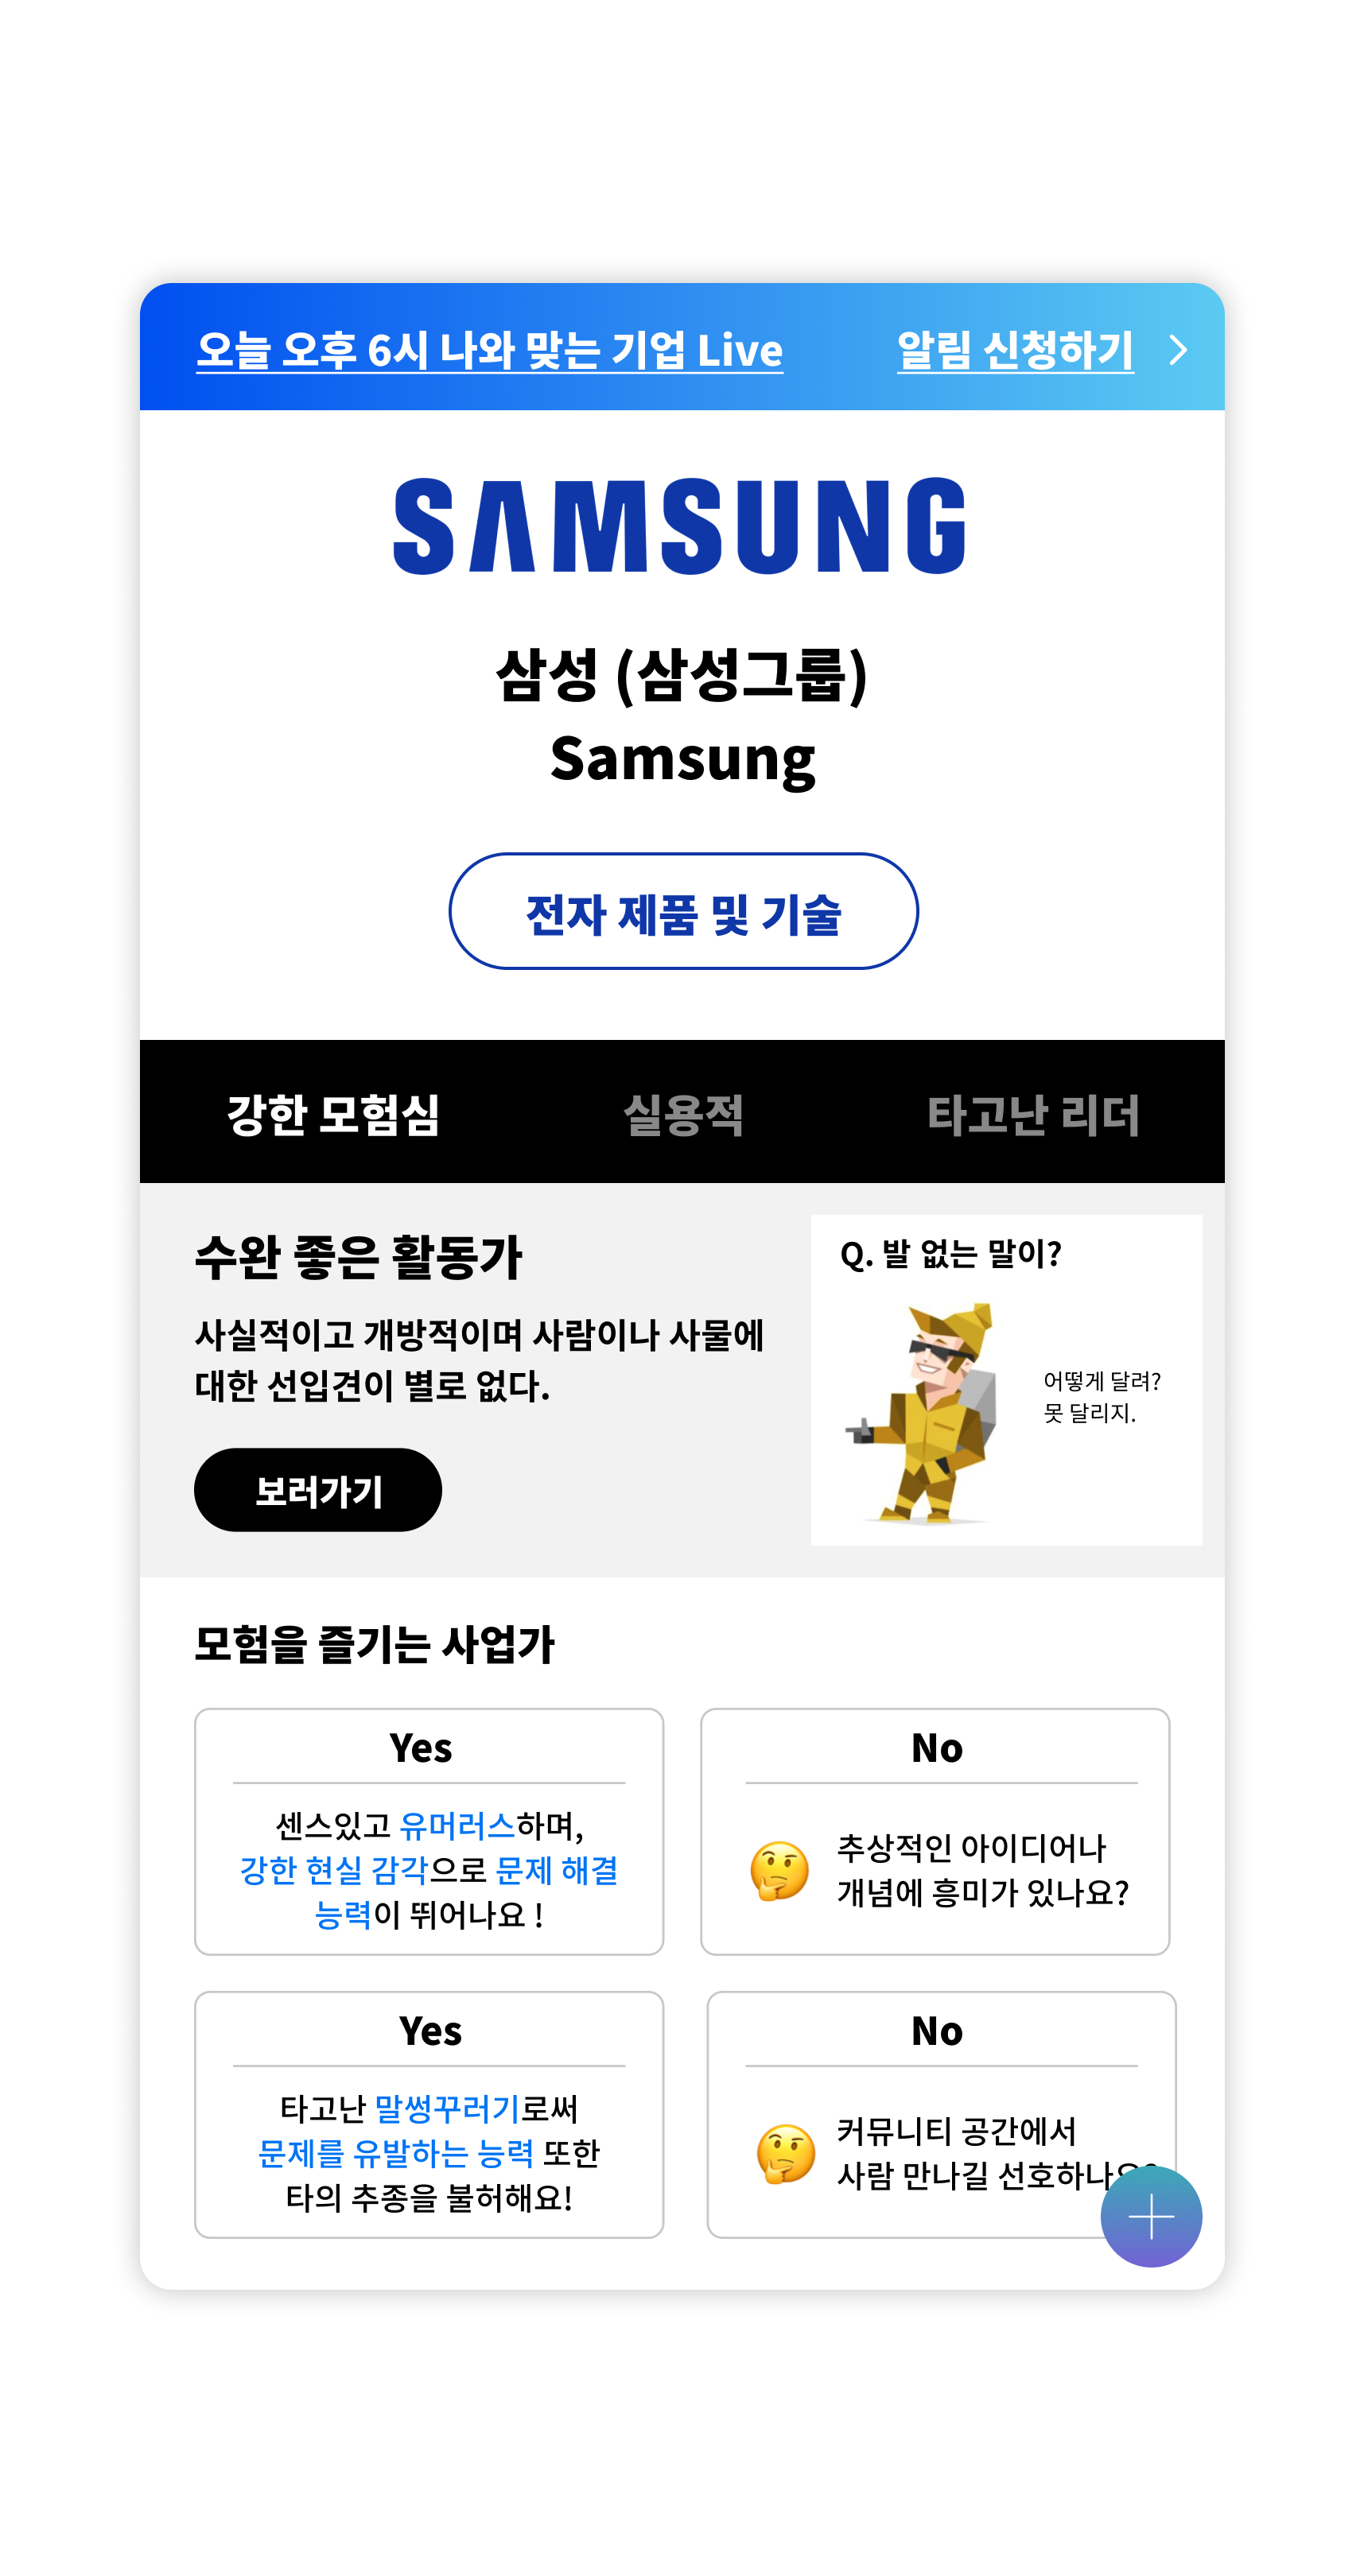 오늘 오후 6시 나와 맞는 기업 Live 알림 신청하기
SAMSUNG
삼성 (삼성그룹)
Samsung
전자 제품 및 기술
강한 모험심 실용적 타고난 리더
수완 좋은 활동가
사실적이고 개방적이며 사람이나 사물에
대한 선입견이 별로 없다.
보러가기
Q. 발 없는 말이?
어떻게 달려?
못 달리지.
모험을 즐기는 사업가
Yes
센스있고 유머러스하며,
강한 현실 감각으로 문제 해결
능력이 뛰어나요 !
No
추상적인 아이디어나
개념에 흥미가 있나요?
Yes
타고난 말썽꾸러기로써
문제를 유발하는 능력 또한
타의 추종을 불허해요!
No
커뮤니티 공간에서
사람 만나길 선호하나요?